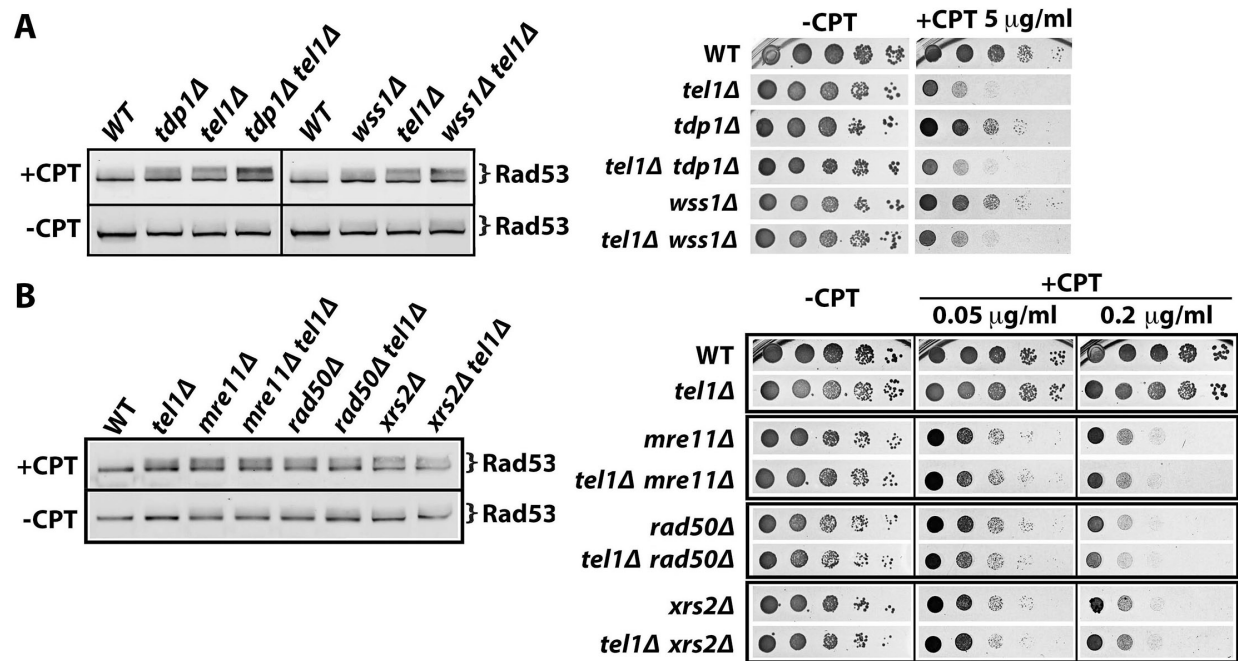 A
WT tdp1Δ tel1Δ tdp1Δ tel1Δ WT wss1Δ tel1Δ wss1Δ tel1Δ
+CPT } Rad53
-CPT } Rad53
-CPT +CPT 5 μg/ml
WT
tel1Δ
tdp1Δ
tel1Δ tdp1Δ
wss1Δ
tel1Δ wss1Δ
B
WT tel1Δ mre11Δ mre11Δ tel1Δ rad50Δ rad50Δ tel1Δ xrs2Δ xrs2Δ tel1Δ
+CPT } Rad53
-CPT } Rad53
-CPT +CPT
0.05 μg/ml 0.2 μg/ml
WT
tel1Δ
mre11Δ
tel1Δ mre11Δ
rad50Δ
tel1Δ rad50Δ
xrs2Δ
tel1Δ xrs2Δ